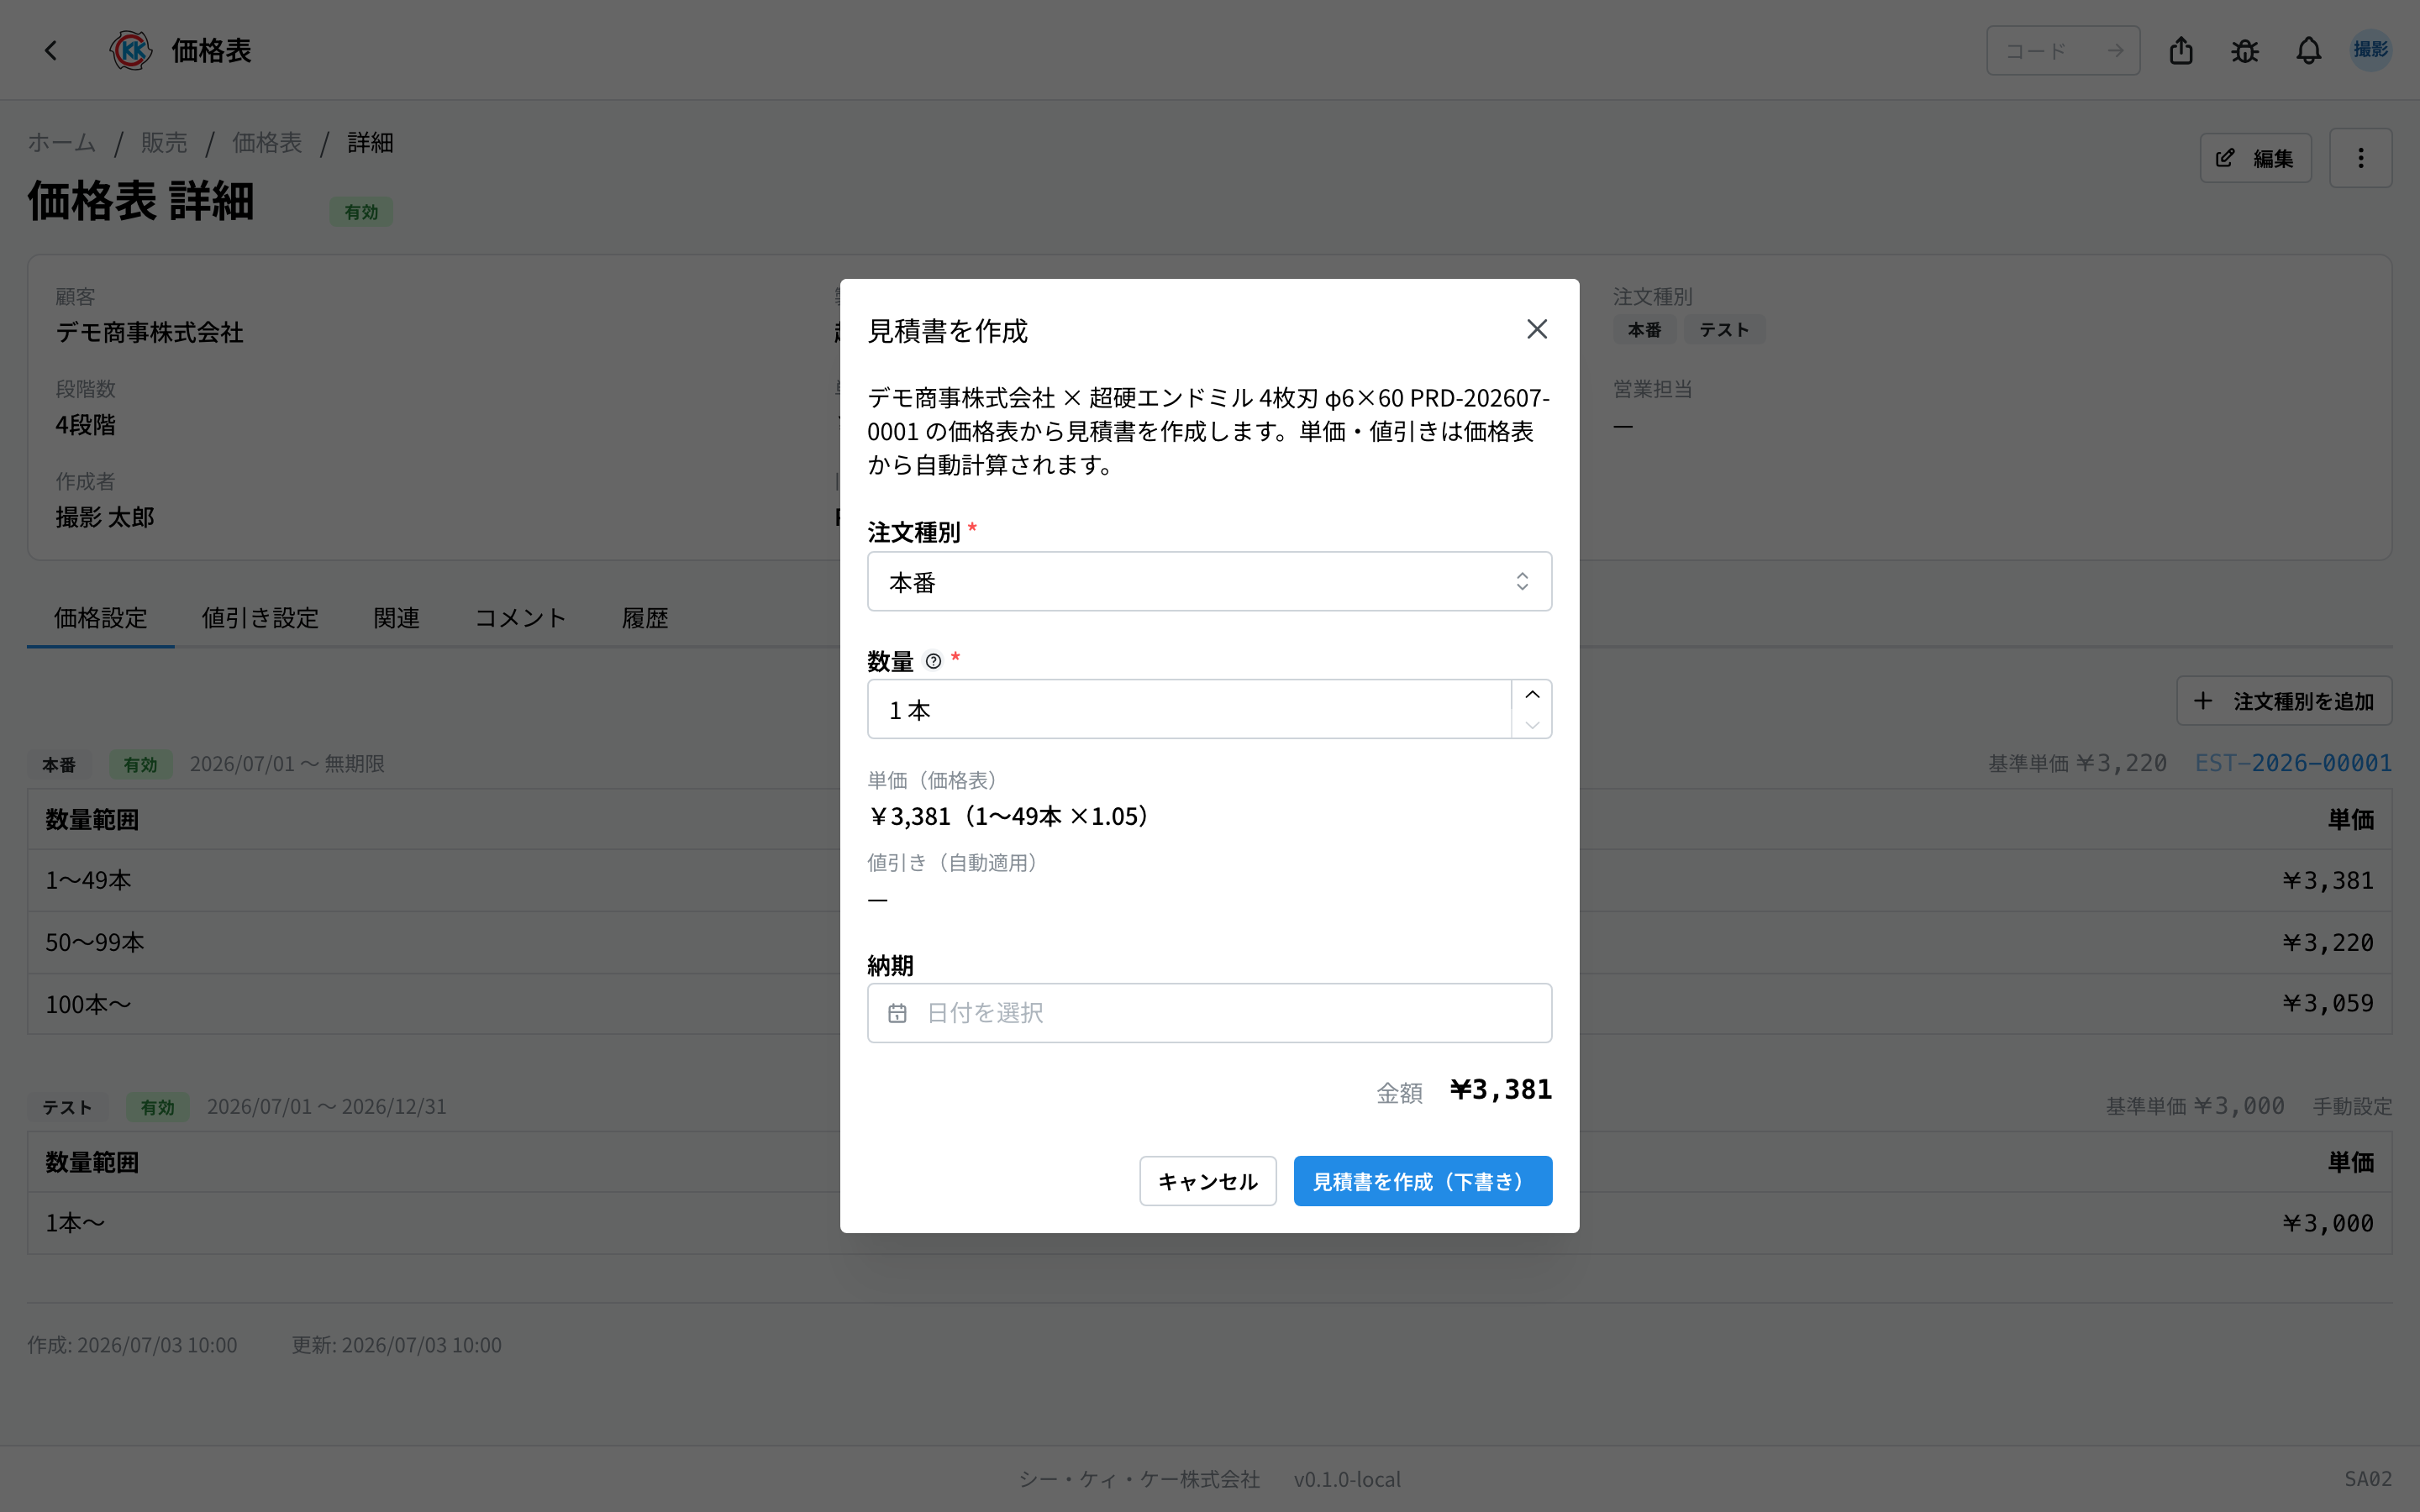 価格表
コード
撮影
ホーム / 販売 / 価格表 / 詳細
編集
価格表 詳細
有効
顧客
デモ商事株式会社
注文種別
本番 テスト
段階数
4段階
営業担当
—
作成者
撮影 太郎
価格設定 値引き設定 関連 コメント 履歴
注文種別を追加
本番 有効 2026/07/01 〜 無期限
基準単価 ¥3,220 EST-2026-00001
数量範囲 単価
1〜49本 ¥3,381
50〜99本 ¥3,220
100本〜 ¥3,059
テスト 有効 2026/07/01 〜 2026/12/31
基準単価 ¥3,000 手動設定
数量範囲 単価
1本〜 ¥3,000
作成: 2026/07/03 10:00 更新: 2026/07/03 10:00
シー・ケィ・ケー株式会社 v0.1.0-local
SA02
見積書を作成
デモ商事株式会社 × 超硬エンドミル 4枚刃 φ6×60 PRD-202607-
0001 の価格表から見積書を作成します。単価・値引きは価格表
から自動計算されます。
注文種別 *
本番
数量 *
1 本
単価（価格表）
¥3,381（1〜49本 ×1.05）
値引き（自動適用）
—
納期
日付を選択
金額 ¥3,381
キャンセル
見積書を作成（下書き）